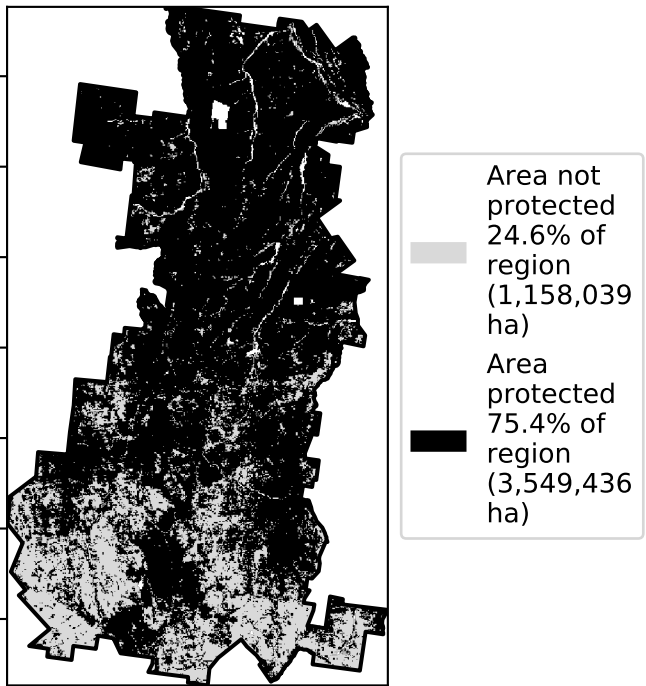 Area not
protected
24.6% of
region
(1,158,039
ha)
Area
protected
75.4% of
region
(3,549,436
ha)